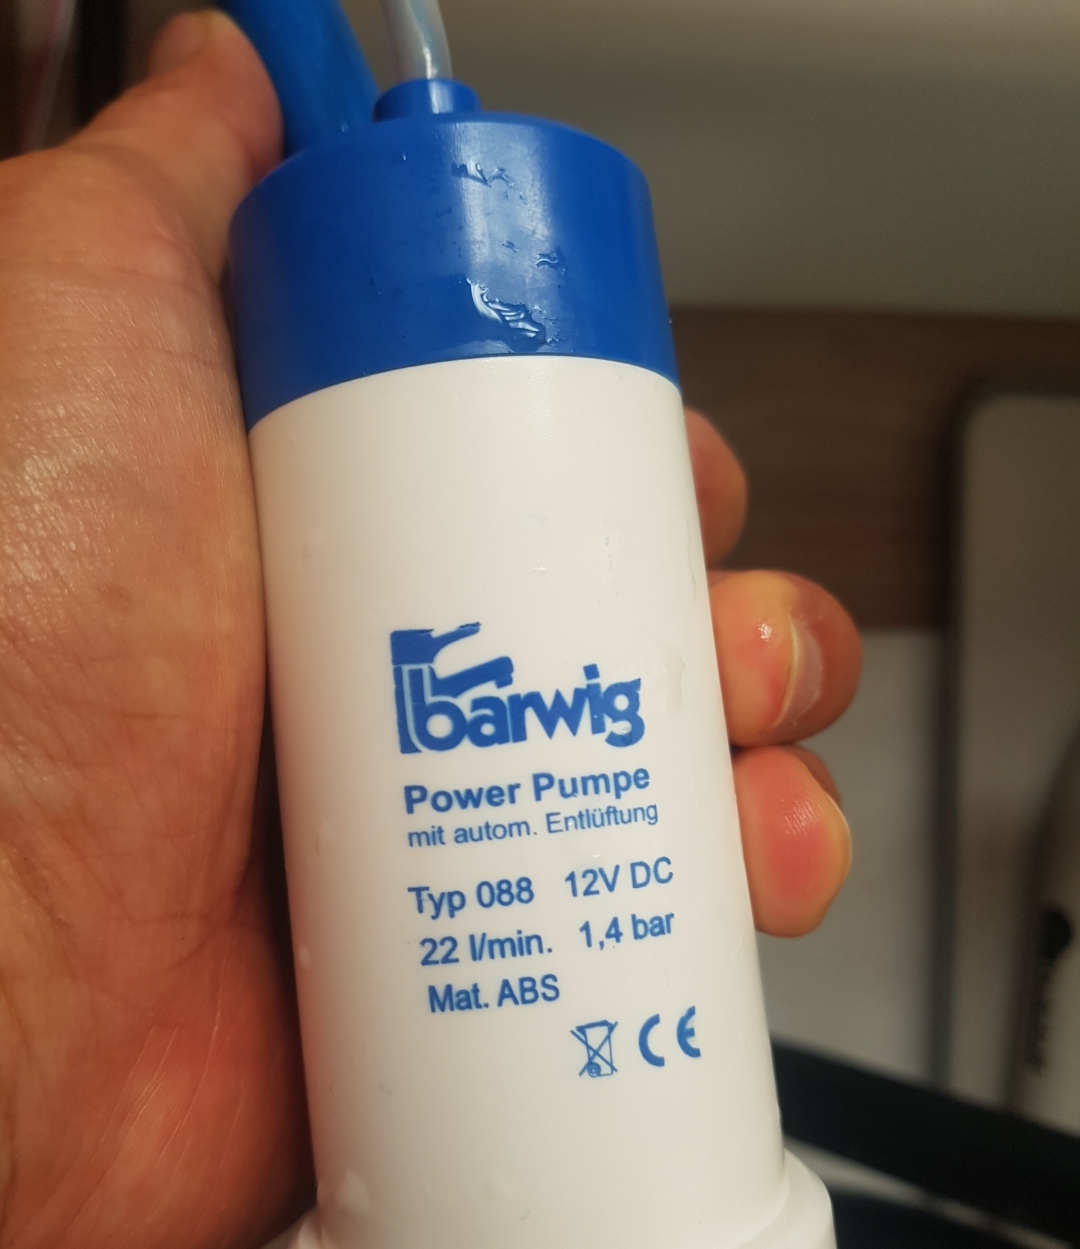 barwig
Power Pumpe
mit autom. Entlüftung
Typ 088 12V DC
22 l/min. 1,4 bar
Mat. ABS
CE